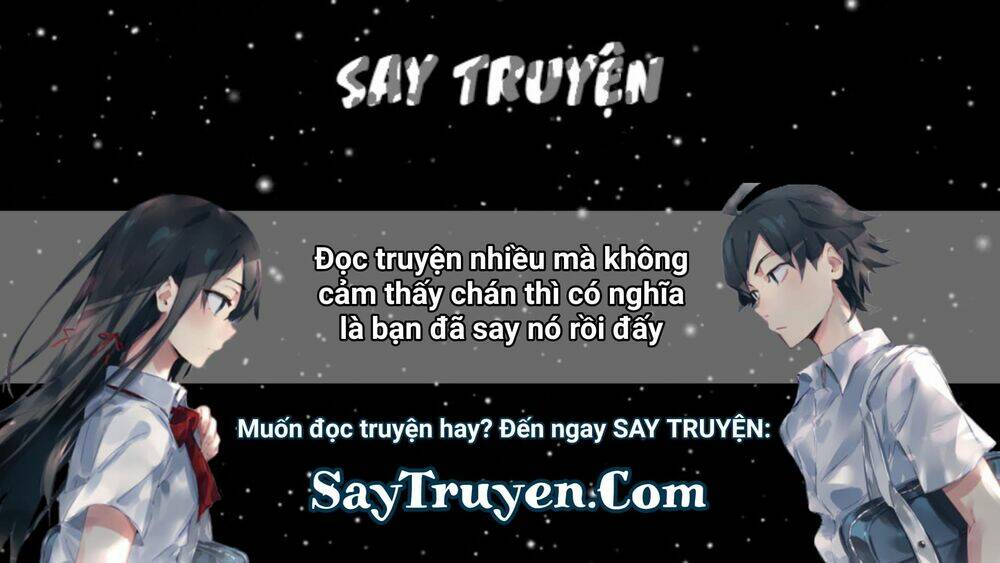 SAY TRUYỆN
Đọc truyện nhiều mà không
cảm thấy chán thì có nghĩa
là bạn đã say nó rồi đấy
Muốn đọc truyện hay? Đến ngay SAY TRUYỆN:
SayTruyen.Com